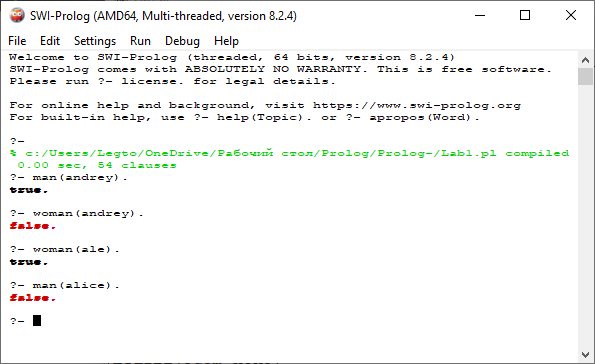 SWI-Prolog (AMD64, Multi-threaded, version 8.2.4)
File Edit Settings Run Debug Help
Welcome to SWI-Prolog (threaded, 64 bits, version 8.2.4)
SWI-Prolog comes with ABSOLUTELY NO WARRANTY. This is free software.
Please run ?- license. for legal details.
For online help and background, visit https://www.swi-prolog.org
For built-in help, use ?- help(Topic). or ?- apropos(Word).
?-
% c:/Users/Legto/OneDrive/Рабочий стол/Prolog/Prolog-/Lab1.pl compiled
0.00 sec, 54 clauses
?- man(andrey).
true.
?- woman(andrey).
false.
?- woman(ale).
true.
?- man(alice).
false.
?-